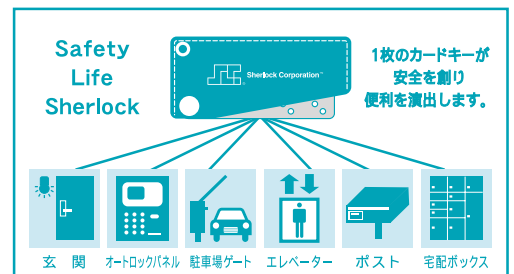 Safety
Life
Sherlock
Sherlock Corporation™
1枚のカードキーが
安全を創り
便利を演出します。
玄 関
オートロックパネル
駐車場ゲート
エレベーター
ポスト
宅配ボックス